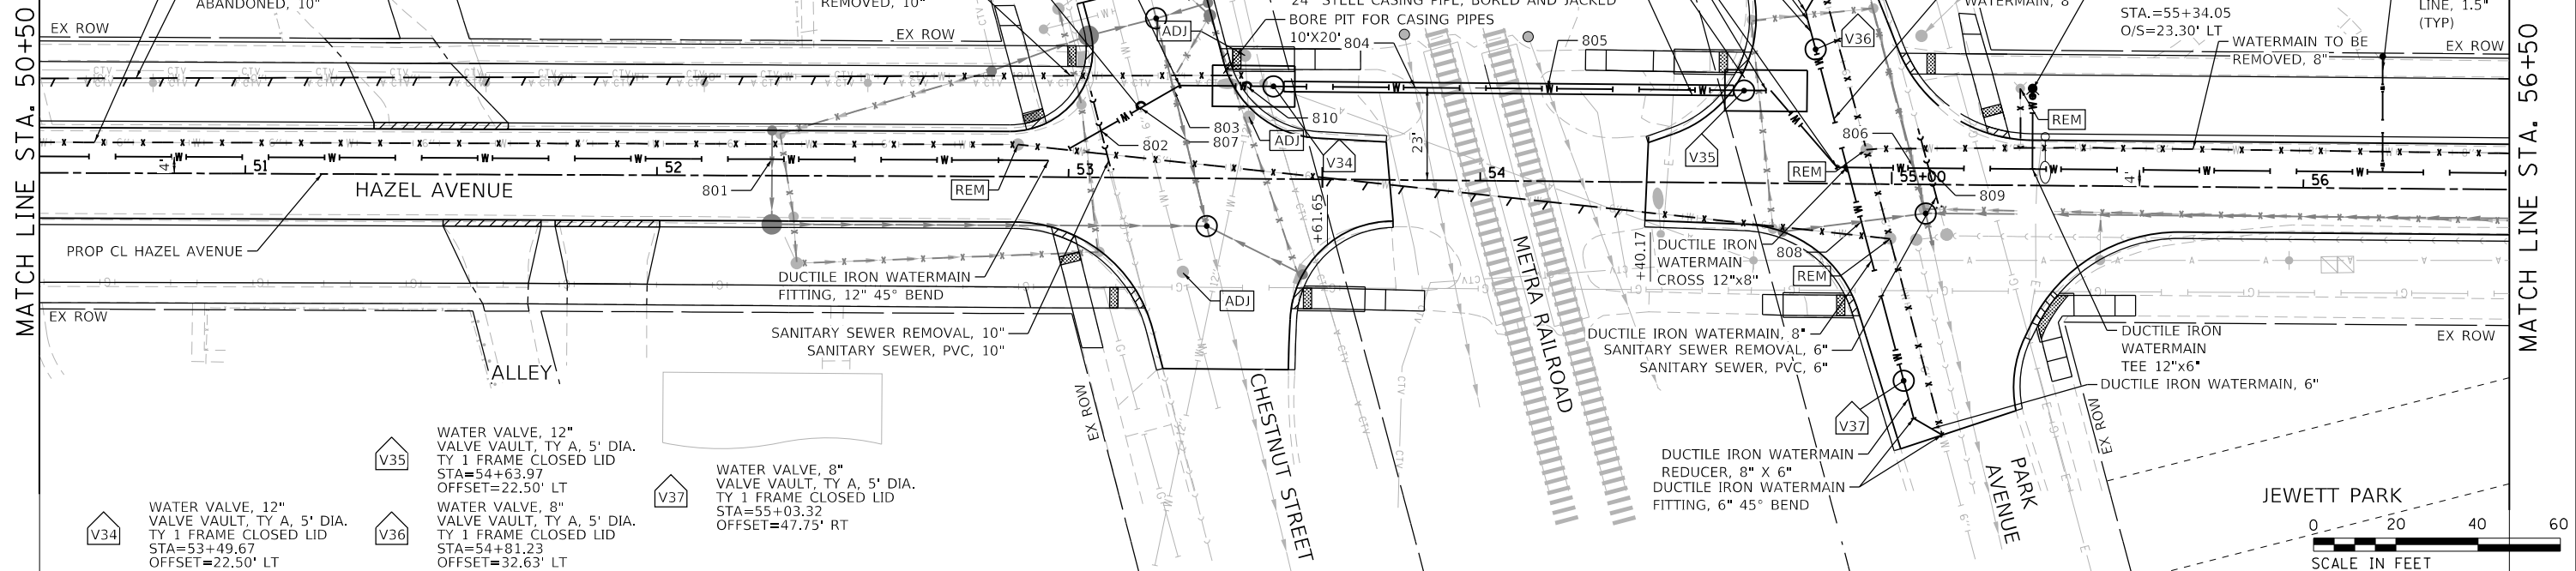 ABANDONED, 10"
REMOVED, 10"
24" STEEL CASING PIPE, BORED AND JACKED
BORE PIT FOR CASING PIPES
10'X20'
804
805
WATERMAIN, 8"
STA.=55+34.05
O/S=23.30' LT
LINE, 1.5"
(TYP)
WATERMAIN TO BE
REMOVED, 8"
EX ROW
EX ROW
EX ROW
ADJ
V36
MATCH LINE STA. 50+50
MATCH LINE STA. 56+50
810
803
807
802
ADJ
V34
23'
V35
806
REM
4'
51
52
53
54
55+00
56
4'
HAZEL AVENUE
801
REM
REM
809
+61.65
+40.17
PROP CL HAZEL AVENUE
DUCTILE IRON WATERMAIN
FITTING, 12" 45° BEND
ADJ
DUCTILE IRON
WATERMAIN
CROSS 12"x8"
808
REM
EX ROW
SANITARY SEWER REMOVAL, 10"
SANITARY SEWER, PVC, 10"
METRA RAILROAD
DUCTILE IRON WATERMAIN, 8"
SANITARY SEWER REMOVAL, 6"
SANITARY SEWER, PVC, 6"
DUCTILE IRON
WATERMAIN
TEE 12"x6"
DUCTILE IRON WATERMAIN, 6"
EX ROW
ALLEY
EX ROW
CHESTNUT STREET
V37
EX ROW
DUCTILE IRON WATERMAIN
REDUCER, 8" X 6"
DUCTILE IRON WATERMAIN
FITTING, 6" 45° BEND
PARK
AVENUE
JEWETT PARK
V35
WATER VALVE, 12"
VALVE VAULT, TY A, 5' DIA.
TY 1 FRAME CLOSED LID
STA=54+63.97
OFFSET=22.50' LT
V37
WATER VALVE, 8"
VALVE VAULT, TY A, 5' DIA.
TY 1 FRAME CLOSED LID
STA=55+03.32
OFFSET=47.75' RT
V34
WATER VALVE, 12"
VALVE VAULT, TY A, 5' DIA.
TY 1 FRAME CLOSED LID
STA=53+49.67
OFFSET=22.50' LT
V36
WATER VALVE, 8"
VALVE VAULT, TY A, 5' DIA.
TY 1 FRAME CLOSED LID
STA=54+81.23
OFFSET=32.63' LT
0 20 40 60
SCALE IN FEET